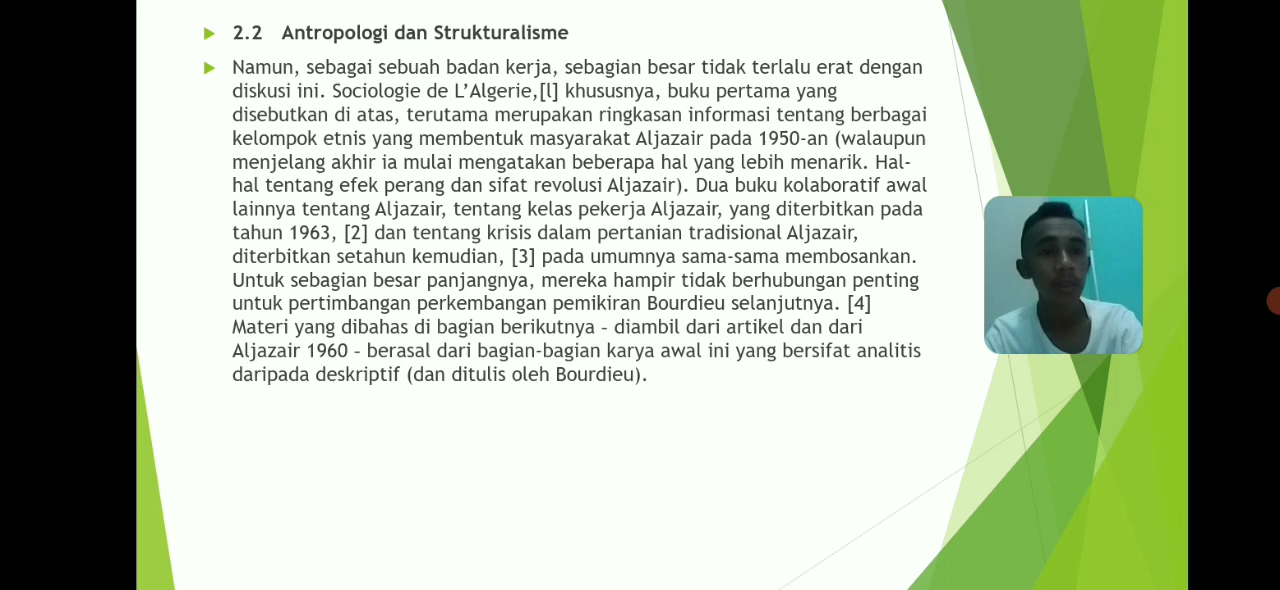 2.2 Antropologi dan Strukturalisme
Namun, sebagai sebuah badan kerja, sebagian besar tidak terlalu erat dengan
diskusi ini. Sociologie de L’Algerie,[l] khususnya, buku pertama yang
disebutkan di atas, terutama merupakan ringkasan informasi tentang berbagai
kelompok etnis yang membentuk masyarakat Aljazair pada 1950-an (walaupun
menjelang akhir ia mulai mengatakan beberapa hal yang lebih menarik. Hal-
hal tentang efek perang dan sifat revolusi Aljazair). Dua buku kolaboratif awal
lainnya tentang Aljazair, tentang kelas pekerja Aljazair, yang diterbitkan pada
tahun 1963, [2] dan tentang krisis dalam pertanian tradisional Aljazair,
diterbitkan setahun kemudian, [3] pada umumnya sama-sama membosankan.
Untuk sebagian besar panjangnya, mereka hampir tidak berhubungan penting
untuk pertimbangan perkembangan pemikiran Bourdieu selanjutnya. [4]
Materi yang dibahas di bagian berikutnya – diambil dari artikel dan dari
Aljazair 1960 – berasal dari bagian-bagian karya awal ini yang bersifat analitis
daripada deskriptif (dan ditulis oleh Bourdieu).